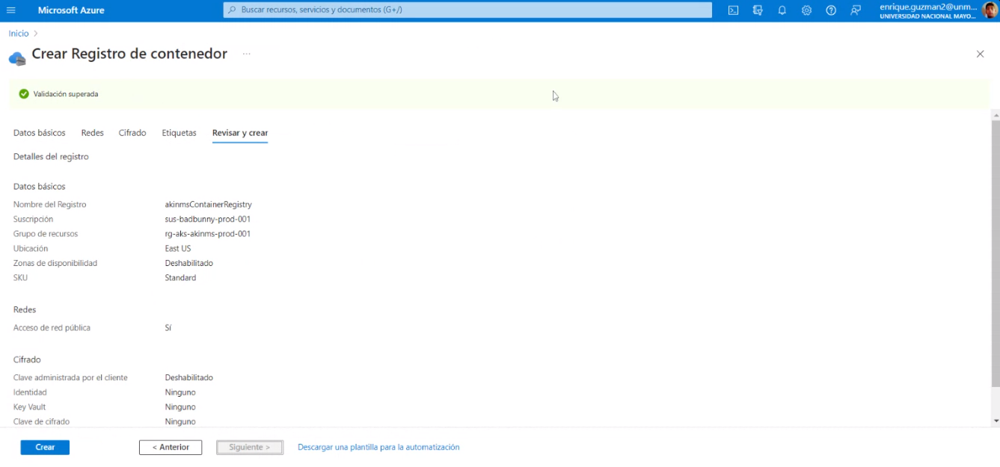 Microsoft Azure
Buscar recursos, servicios y documentos (G+/)
enrique.guzman2@unm...
UNIVERSIDAD NACIONAL MAYO...
Inicio >
Crear Registro de contenedor ...
Validación superada
Datos básicos Redes Cifrado Etiquetas Revisar y crear
Detalles del registro
Datos básicos
Nombre del Registro akinmsContainerRegistry
Suscripción sus-badbunny-prod-001
Grupo de recursos rg-aks-akinms-prod-001
Ubicación East US
Zonas de disponibilidad Deshabilitado
SKU Standard
Redes
Acceso de red pública Sí
Cifrado
Clave administrada por el cliente Deshabilitado
Identidad Ninguno
Key Vault Ninguno
Clave de cifrado Ninguno
Crear < Anterior Siguiente > Descargar una plantilla para la automatización